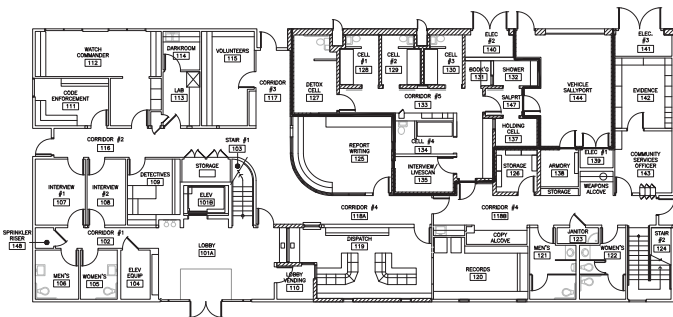 WATCH
COMMANDER
112
DARKROOM
114
VOLUNTEERS
115
CODE
ENFORCEMENT
111
LAB
113
CORRIDOR
#3
117
DETOX
CELL
127
CELL
#1
128
CELL
#2
129
CELL
#3
130
ELEC
#2
140
BOOK'G
131
SHOWER
132
CORRIDOR #5
133
SALPRT
147
VEHICLE
SALLYPORT
144
ELEC.
#3
141
EVIDENCE
142
CORRIDOR #2
116
STAIR #1
103
REPORT
WRITING
125
CELL #4
134
HOLDING
CELL
137
INTERVIEW/
LIVESCAN
135
STORAGE
126
ARMORY
138
STORAGE
ELEC #1
139
WEAPONS
ALCOVE
COMMUNITY
SERVICES
OFFICER
143
INTERVIEW
#1
107
INTERVIEW
#2
108
DETECTIVES
109
STORAGE
ELEV
101B
CORRIDOR #4
118A
CORRIDOR #4
118B
SPRINKLER
RISER
148
CORRIDOR #1
102
LOBBY
101A
DISPATCH
119
COPY
ALCOVE
JANITOR
123
MEN'S
121
WOMEN'S
122
STAIR
#2
124
MEN'S
106
WOMEN'S
105
ELEV
EQUIP
104
LOBBY
VENDING
110
RECORDS
120